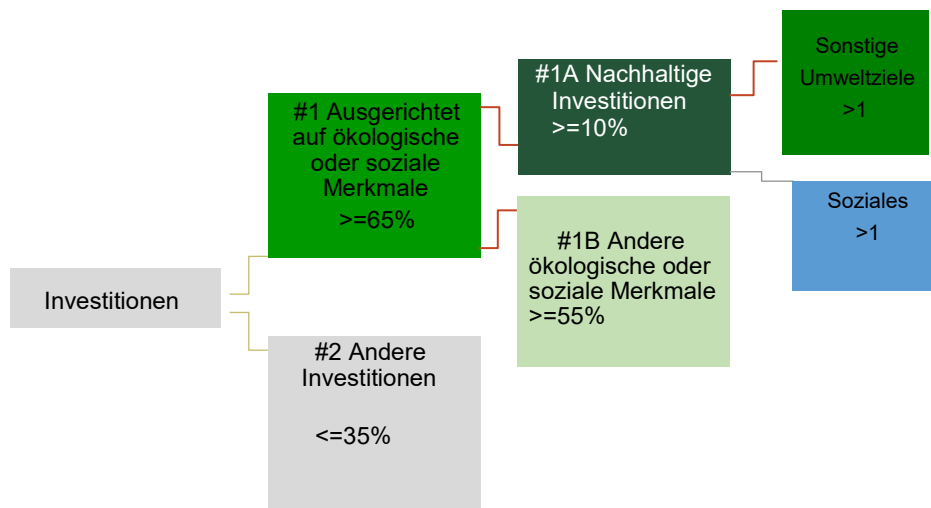 Investitionen
#1 Ausgerichtet
auf ökologische
oder soziale
Merkmale
>=65%
#2 Andere
Investitionen
<=35%
#1A Nachhaltige
Investitionen
>=10%
#1B Andere
ökologische oder
soziale Merkmale
>=55%
Sonstige
Umweltziele
>1
Soziales
>1